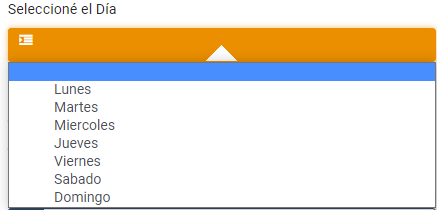 Seleccioné el Día
Lunes
Martes
Miercoles
Jueves
Viernes
Sabado
Domingo